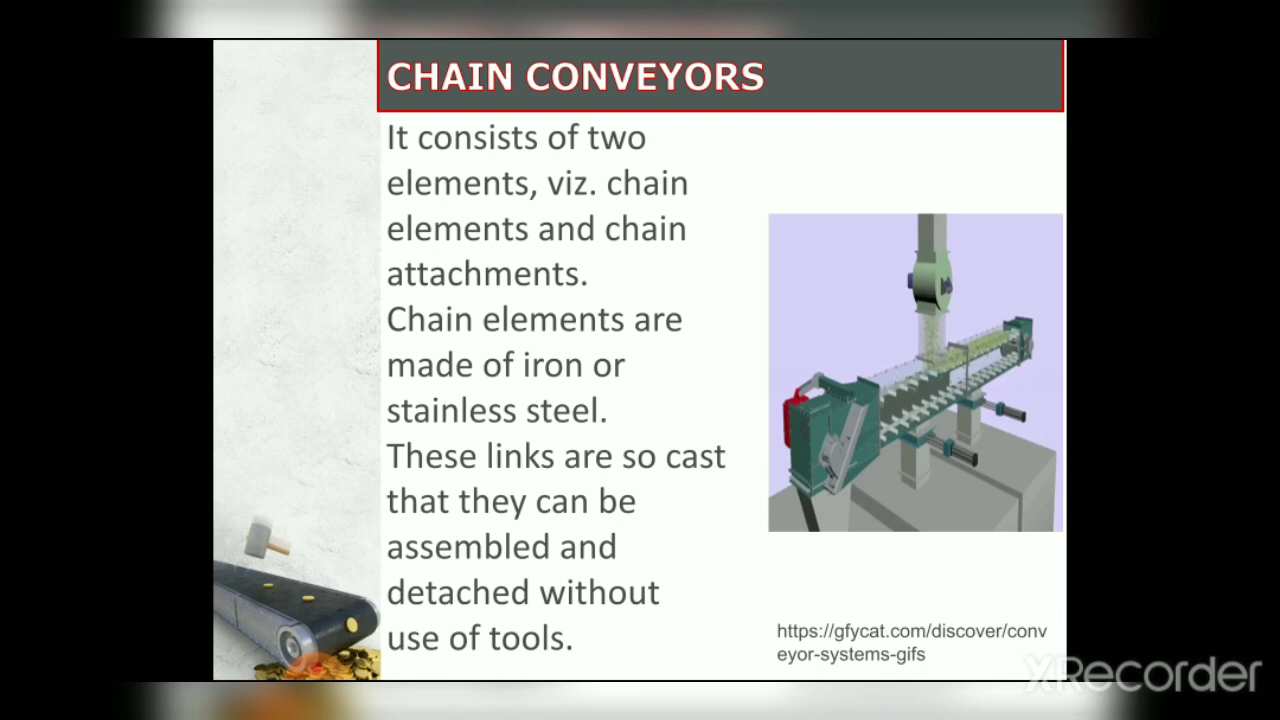 CHAIN CONVEYORS
It consists of two
elements, viz. chain
elements and chain
attachments.
Chain elements are
made of iron or
stainless steel.
These links are so cast
that they can be
assembled and
detached without
use of tools.
https://gfycat.com/discover/conv
eyor-systems-gifs
XRecorder